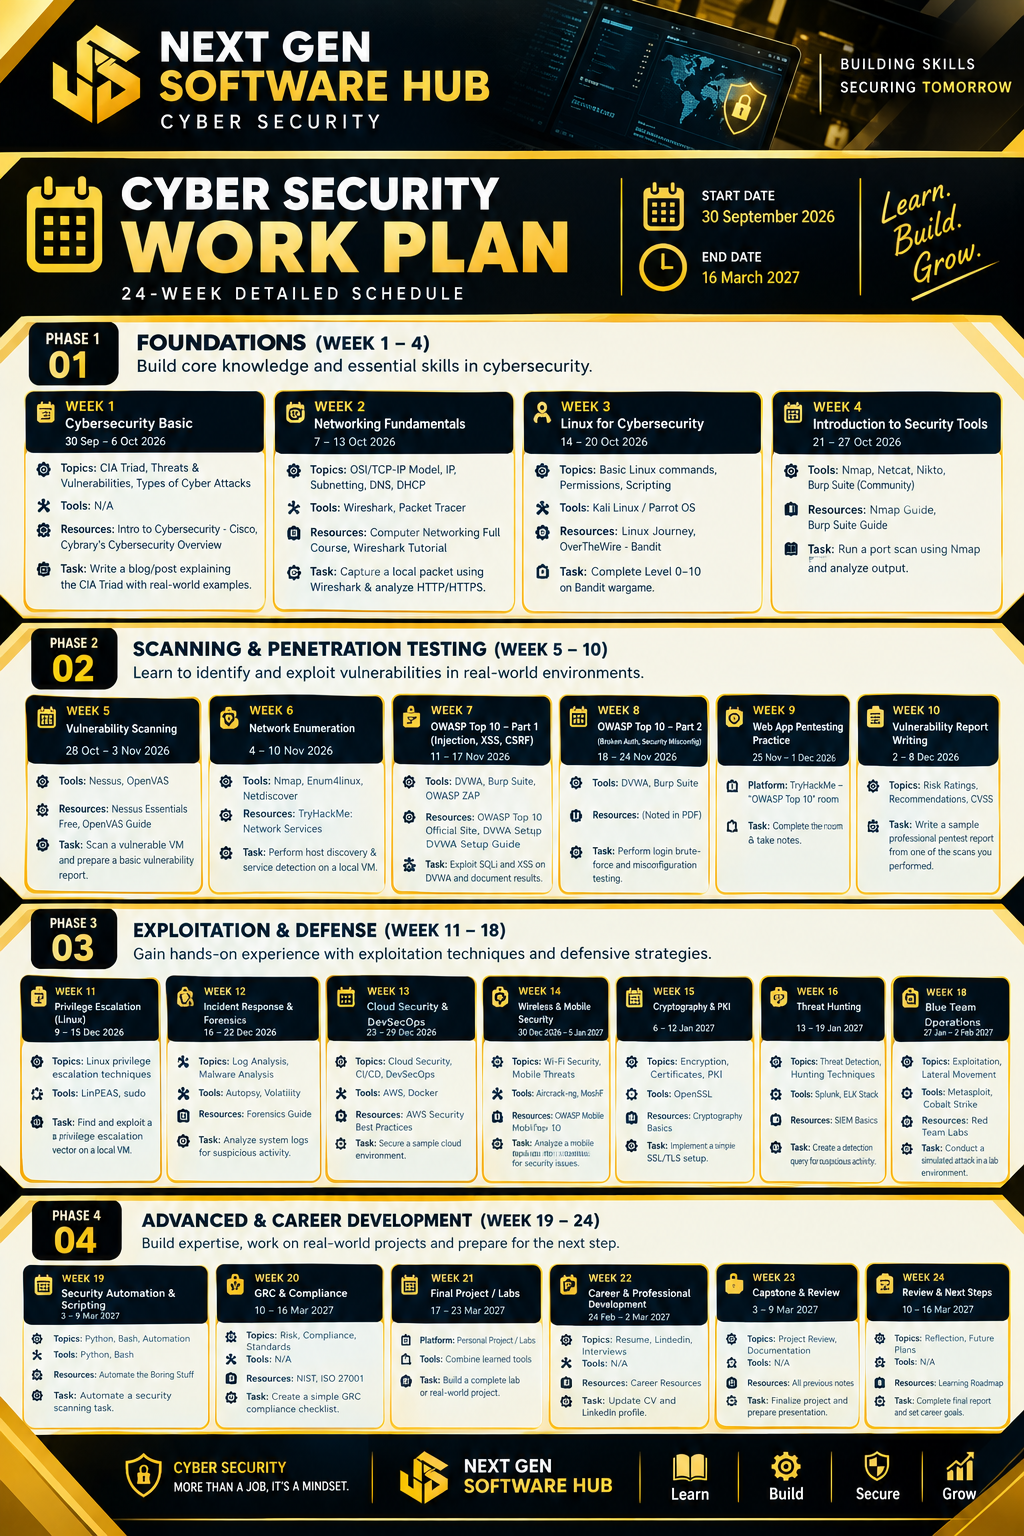 NEXT GEN
SOFTWARE HUB
CYBER SECURITY
BUILDING SKILLS
SECURING TOMORROW
CYBER SECURITY
WORK PLAN
24-WEEK DETAILED SCHEDULE
START DATE
30 September 2026
END DATE
16 March 2027
Learn.
Build.
Grow.
PHASE 1
01
FOUNDATIONS (WEEK 1 – 4)
Build core knowledge and essential skills in cybersecurity.
WEEK 1
Cybersecurity Basic
30 Sep – 6 Oct 2026
Topics: CIA Triad, Threats &
Vulnerabilities, Types of Cyber Attacks
Tools: N/A
Resources: Intro to Cybersecurity - Cisco,
Cybrary's Cybersecurity Overview
Task: Write a blog/post explaining
the CIA Triad with real-world examples.
WEEK 2
Networking Fundamentals
7 – 13 Oct 2026
Topics: OSI/TCP-IP Model, IP,
Subnetting, DNS, DHCP
Tools: Wireshark, Packet Tracer
Resources: Computer Networking Full
Course, Wireshark Tutorial
Task: Capture a local packet using
Wireshark & analyze HTTP/HTTPS.
WEEK 3
Linux for Cybersecurity
14 – 20 Oct 2026
Topics: Basic Linux commands,
Permissions, Scripting
Tools: Kali Linux / Parrot OS
Resources: Linux Journey,
OverTheWire - Bandit
Task: Complete Level 0–10
on Bandit wargame.
WEEK 4
Introduction to Security Tools
21 – 27 Oct 2026
Tools: Nmap, Netcat, Nikto,
Burp Suite (Community)
Resources: Nmap Guide,
Burp Suite Guide
Task: Run a port scan using Nmap
and analyze output.
PHASE 2
02
SCANNING & PENETRATION TESTING (WEEK 5 – 10)
Learn to identify and exploit vulnerabilities in real-world environments.
WEEK 5
Vulnerability Scanning
28 Oct – 3 Nov 2026
Tools: Nessus, OpenVAS
Resources: Nessus Essentials
Free, OpenVAS Guide
Task: Scan a vulnerable VM
and prepare a basic vulnerability
report.
WEEK 6
Network Enumeration
4 – 10 Nov 2026
Tools: Nmap, Enum4linux,
Netdiscover
Resources: TryHackMe:
Network Services
Task: Perform host discovery &
service detection on a local VM.
WEEK 7
OWASP Top 10 – Part 1
(Injection, XSS, CSRF)
11 – 17 Nov 2026
Tools: DVWA, Burp Suite,
OWASP ZAP
Resources: OWASP Top 10
Official Site, DVWA Setup
DVWA Setup Guide
Task: Exploit SQLi and XSS on
DVWA and document results.
WEEK 8
OWASP Top 10 – Part 2
(Broken Auth, Security Misconfig)
18 – 24 Nov 2026
Tools: DVWA, Burp Suite
Resources: (Noted in PDF)
Task: Perform login brute-
force and misconfiguration
testing.
WEEK 9
Web App Pentesting
Practice
25 Nov – 1 Dec 2026
Platform: TryHackMe –
"OWASP Top 10" room
Task: Complete the room
& take notes.
WEEK 10
Vulnerability Report
Writing
2 – 8 Dec 2026
Topics: Risk Ratings,
Recommendations, CVSS
Task: Write a sample
professional pentest report
from one of the scans you
performed.
PHASE 3
03
EXPLOITATION & DEFENSE (WEEK 11 – 18)
Gain hands-on experience with exploitation techniques and defensive strategies.
WEEK 11
Privilege Escalation
(Linux)
9 – 15 Dec 2026
Topics: Linux privilege
escalation techniques
Tools: LinPEAS, sudo
Task: Find and exploit a
a privilege escalation
vector on a local VM.
WEEK 12
Incident Response &
Forensics
16 – 22 Dec 2026
Topics: Log Analysis,
Malware Analysis
Tools: Autopsy, Volatility
Resources: Forensics Guide
Task: Analyze system logs
for suspicious activity.
WEEK 13
Cloud Security &
DevSecOps
23 – 29 Dec 2026
Topics: Cloud Security,
CI/CD, DevSecOps
Tools: AWS, Docker
Resources: AWS Security
Best Practices
Task: Secure a sample cloud
environment.
WEEK 14
Wireless & Mobile
Security
30 Dec 2026 – 5 Jan 2027
Topics: Wi-Fi Security,
Mobile Threats
Tools: Aircrack-ng, MoshF
Resources: OWASP Mobile
10
Task: Analyze a mobile
for security issues.
WEEK 15
Cryptography & PKI
6 – 12 Jan 2027
Topics: Encryption,
Certificates, PKI
Tools: OpenSSL
Resources: Cryptography
Basics
Task: Implement a simple
SSL/TLS setup.
WEEK 16
Threat Hunting
13 – 19 Jan 2027
Topics: Threat Detection,
Hunting Techniques
Tools: Splunk, ELK Stack
Resources: SIEM Basics
Task: Create a detection
query for suspicious activity.
WEEK 18
Blue Team
Dporations
27 Jan – 2 Feb 2027
Topics: Exploitation,
Lateral Movement
Tools: Metasploit,
Cobalt Strike
Resources: Red
Team Labs
Task: Conduct a
simulated attack in a lab
environment.
PHASE 4
04
ADVANCED & CAREER DEVELOPMENT (WEEK 19 – 24)
Build expertise, work on real-world projects and prepare for the next step.
WEEK 19
Security Automation &
Scripting
3 – 9 Mar 2027
Topics: Python, Bash, Automation
Tools: Python, Bash
Resources: Automate the Boring Stuff
Task: Automate a security
scanning task.
WEEK 20
GRC & Compliance
10 – 16 Mar 2027
Topics: Risk, Compliance,
Standards
Tools: N/A
Resources: NIST, ISO 27001
Task: Create a simple GRC
compliance checklist.
WEEK 21
Final Project / Labs
17 – 23 Mar 2027
Platform: Personal Project / Labs
Tools: Combine learned tools
Task: Build a complete lab
or real-world project.
WEEK 22
Career & Professional
Development
24 Feb – 2 Mar 2027
Topics: Resume, LinkedIn,
Interviews
Tools: N/A
Resources: Career Resources
Task: Update CV and
LinkedIn profile.
WEEK 23
Capstone & Review
3 – 9 Mar 2027
Topics: Project Review,
Documentation
Tools: N/A
Resources: All previous notes
Task: Finalize project and
prepare presentation.
WEEK 24
Review & Next Steps
10 – 16 Mar 2027
Topics: Reflection, Future
Plans
Tools: N/A
Resources: Learning Roadmap
Task: Complete final report
and set career goals.
CYBER SECURITY
MORE THAN A JOB, IT'S A MINDSET.
NEXT GEN
SOFTWARE HUB
Learn
Build
Secure
Grow